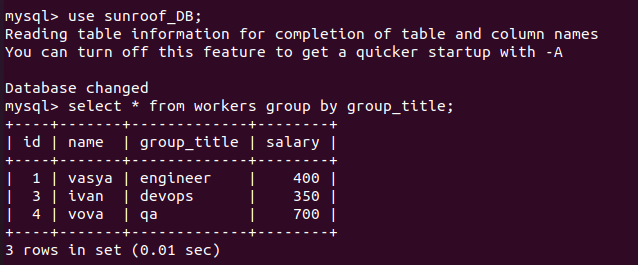 mysql> use sunroof_DB;
Reading table information for completion of table and column names
You can turn off this feature to get a quicker startup with -A

Database changed
mysql> select * from workers group by group_title;
+----+-------+-------------+--------+
| id | name  | group_title | salary |
+----+-------+-------------+--------+
|  1 | vasya | engineer    |    400 |
|  3 | ivan  | devops      |    350 |
|  4 | vova  | qa          |    700 |
+----+-------+-------------+--------+
3 rows in set (0.01 sec)